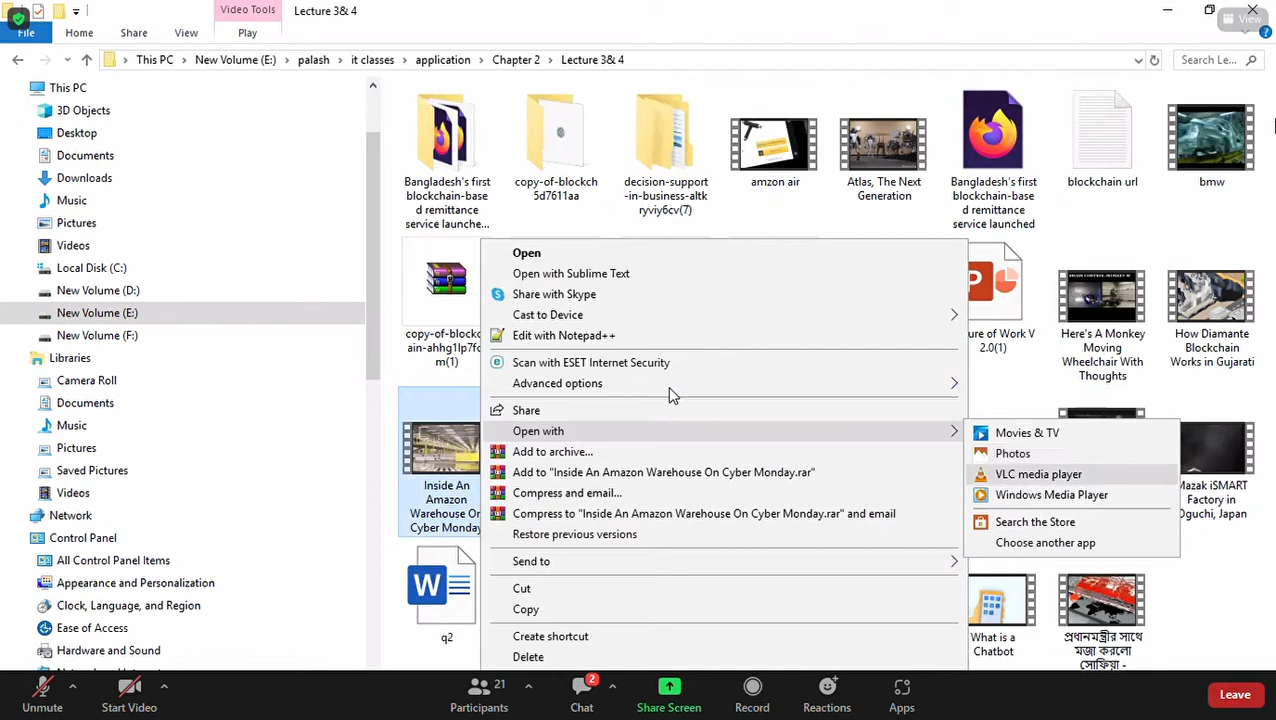 Video Tools
Lecture 3& 4
View
File
Home
Share
View
Play
This PC
New Volume (E:)
palash
it classes
application
Chapter 2
Lecture 3& 4
Search Le...
This PC
3D Objects
Desktop
Documents
Downloads
Music
Pictures
Videos
Local Disk (C:)
New Volume (D:)
New Volume (E:)
New Volume (F:)
Libraries
Camera Roll
Documents
Music
Pictures
Saved Pictures
Videos
Network
Control Panel
All Control Panel Items
Appearance and Personalization
Clock, Language, and Region
Ease of Access
Hardware and Sound
Bangladesh's first
blockchain-base
d remittance
service launche...
copy-of-blockch
5d7611aa
decision-support
-in-business-altk
ryviy6cv(7)
amzon air
Atlas, The Next
Generation
Bangladesh's first
blockchain-base
d remittance
service launched
blockchain url
bmw
copy-of-blockc
ain-ahhg1lp7fc
m(1)
ure of Work V
2.0(1)
Here's A Monkey
Moving
Wheelchair With
Thoughts
How Diamante
Blockchain
Works in Gujarati
Inside An
Amazon
Warehouse On
Cyber Monday
Mazak iSMART
Factory in
Oguchi, Japan
q2
What is a
Chatbot
প্রধানমন্ত্রীর সাথে
মজা করলো
সোফিয়া -
Open
Open with Sublime Text
Share with Skype
Cast to Device
Edit with Notepad++
Scan with ESET Internet Security
Advanced options
Share
Open with
Add to archive...
Add to "Inside An Amazon Warehouse On Cyber Monday.rar"
Compress and email...
Compress to "Inside An Amazon Warehouse On Cyber Monday.rar" and email
Restore previous versions
Send to
Cut
Copy
Create shortcut
Delete
Movies & TV
Photos
VLC media player
Windows Media Player
Search the Store
Choose another app
Unmute
Start Video
21
Participants
2
Chat
Share Screen
Record
Reactions
Apps
Leave